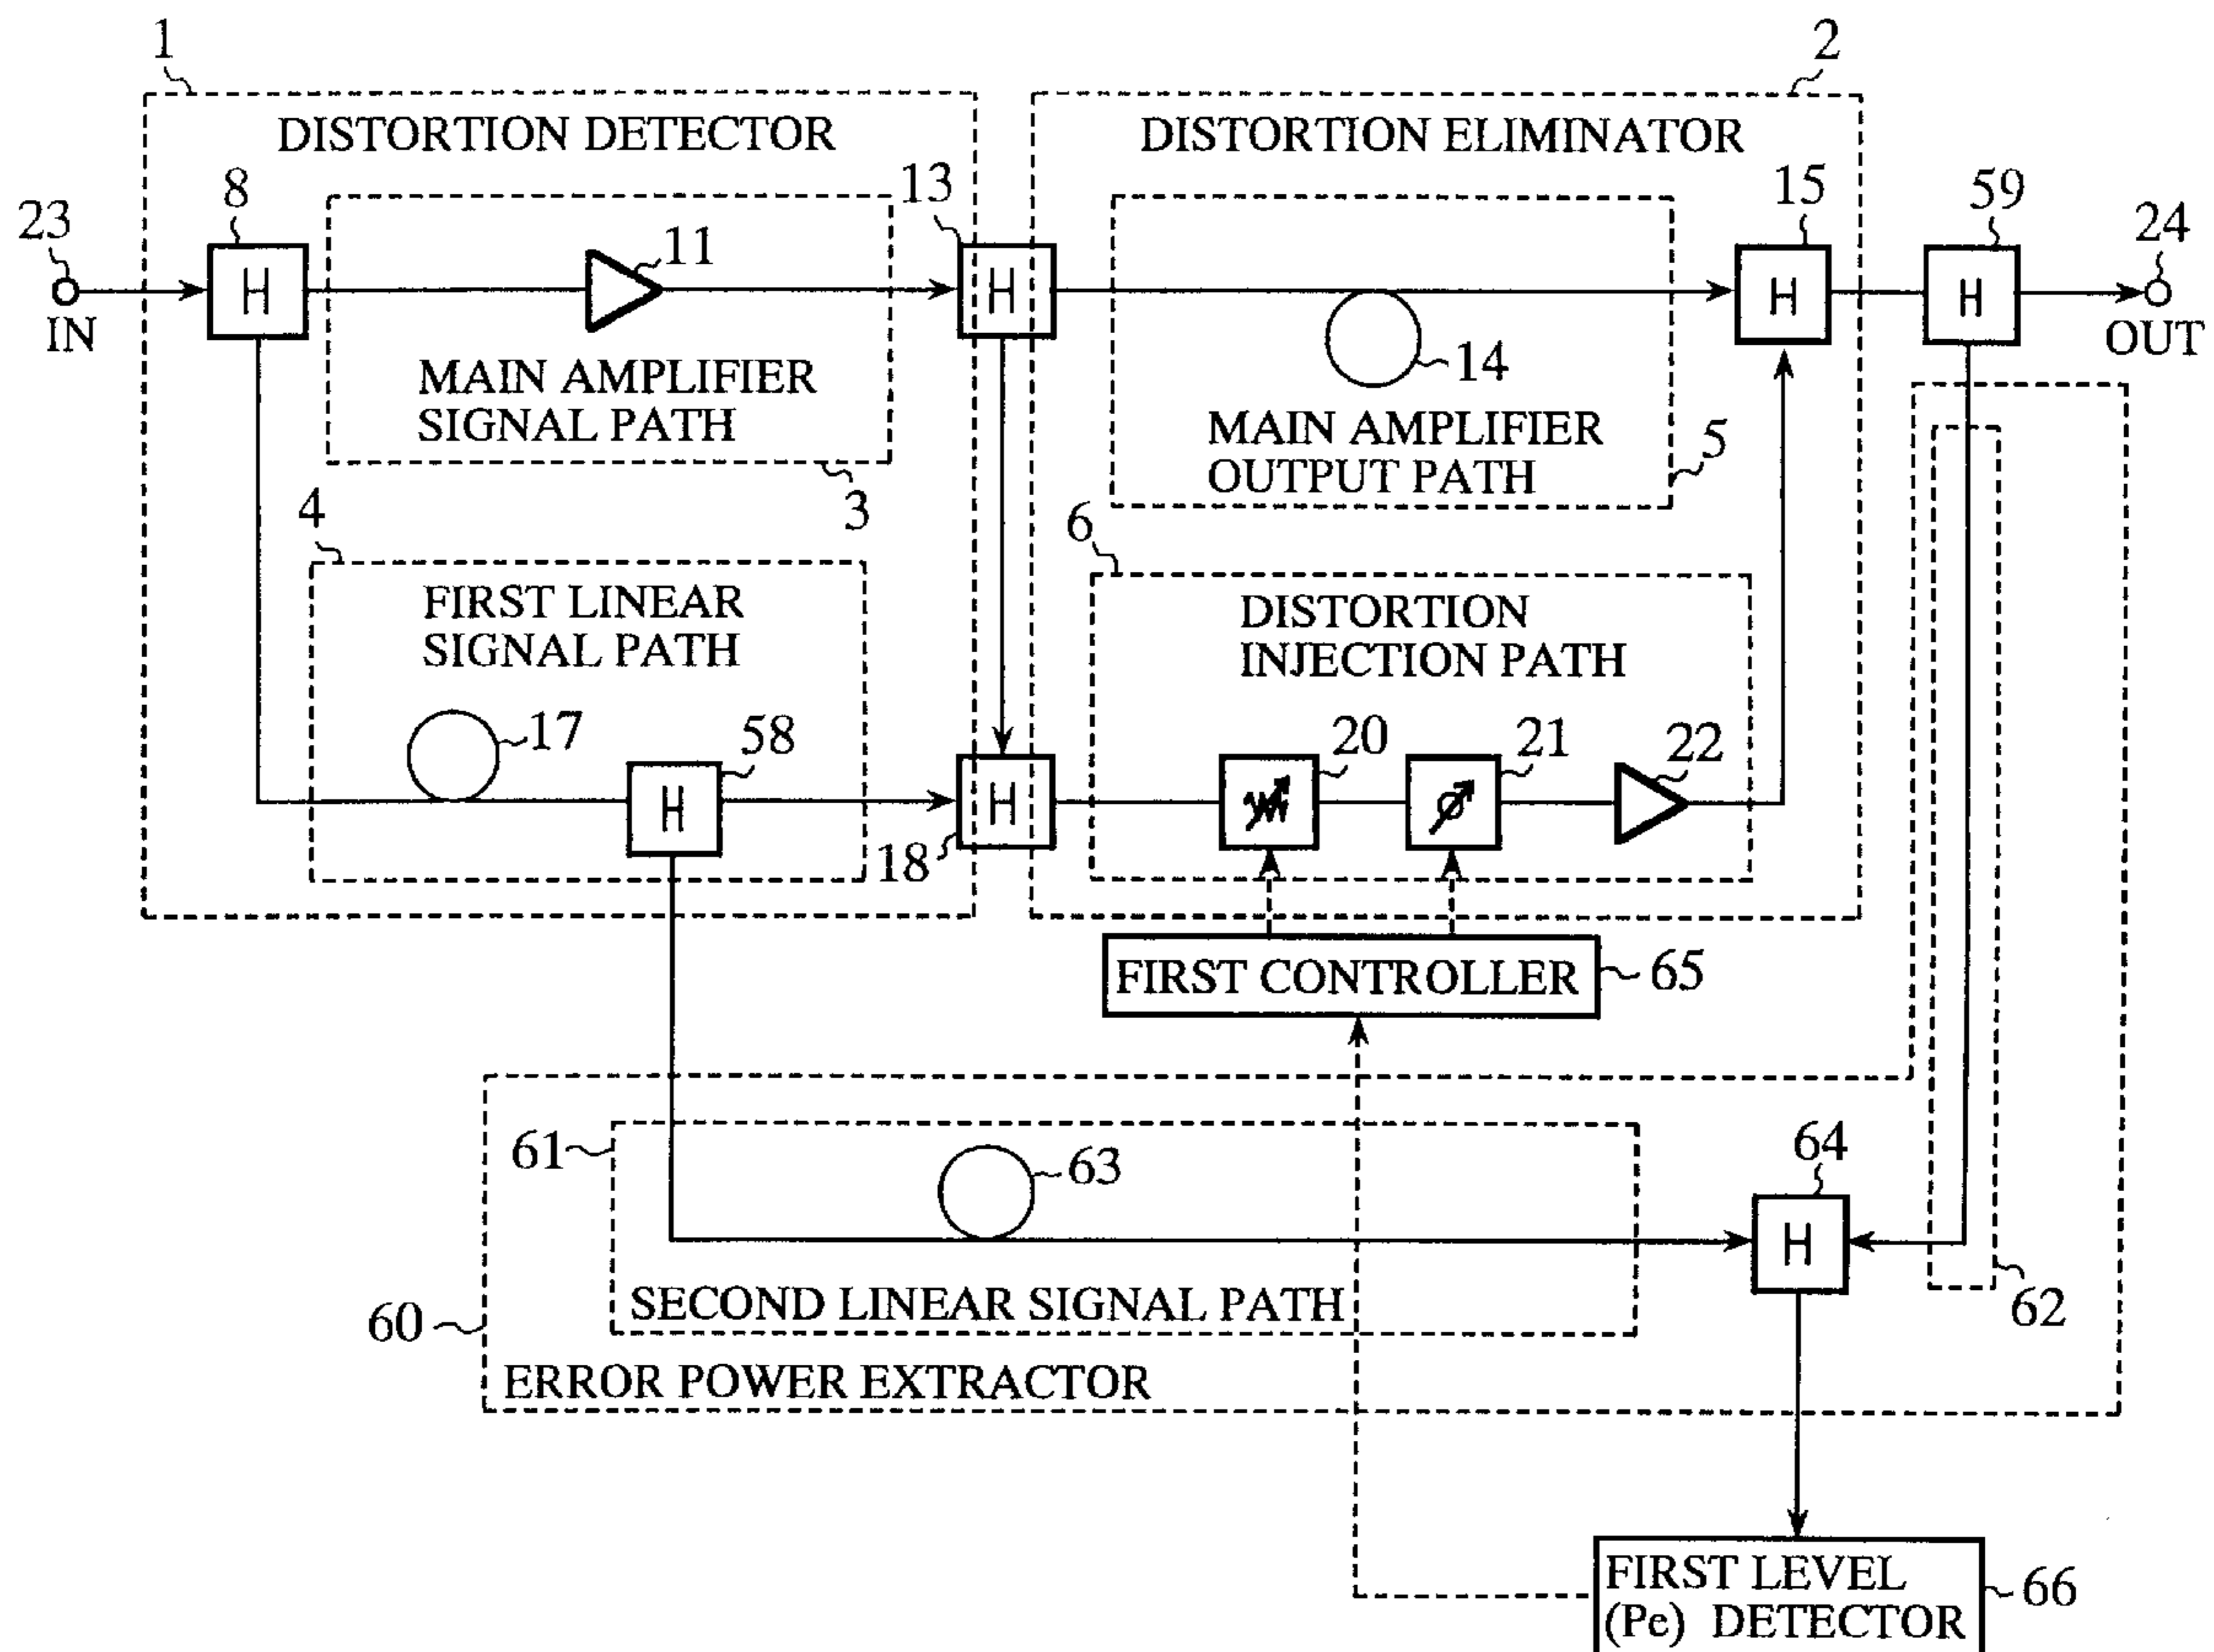 1
2
DISTORTION DETECTOR
DISTORTION ELIMINATOR
23
8
13
15
59
24
H
11
H
H
H
IN
OUT
MAIN AMPLIFIER
SIGNAL PATH
14
MAIN AMPLIFIER
OUTPUT PATH
5
4
3
6
FIRST LINEAR
SIGNAL PATH
DISTORTION
INJECTION PATH
17
58
20
21
22
H
H
18
FIRST CONTROLLER
65
61
63
64
H
SECOND LINEAR SIGNAL PATH
62
60
ERROR POWER EXTRACTOR
FIRST LEVEL
(Pe) DETECTOR
66